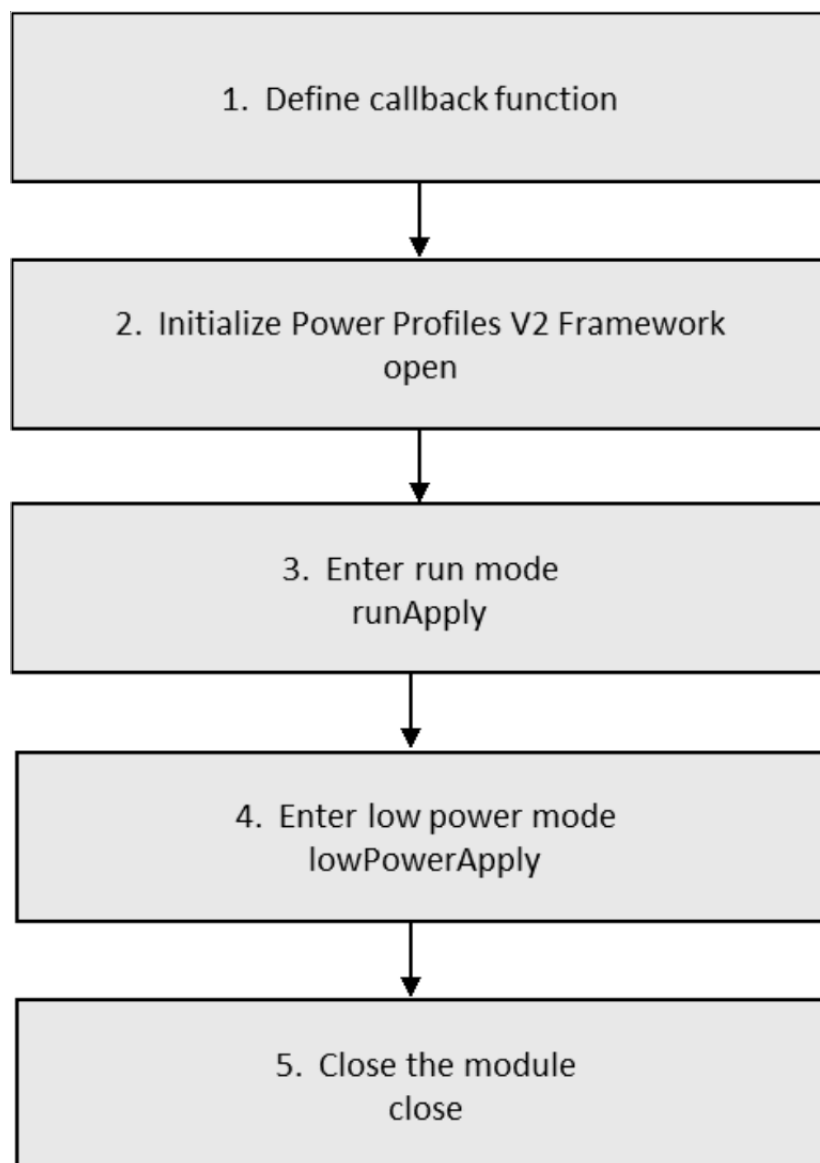 1. Define callback function
2. Initialize Power Profiles V2 Framework
open
3. Enter run mode
runApply
4. Enter low power mode
lowPowerApply
5. Close the module
close